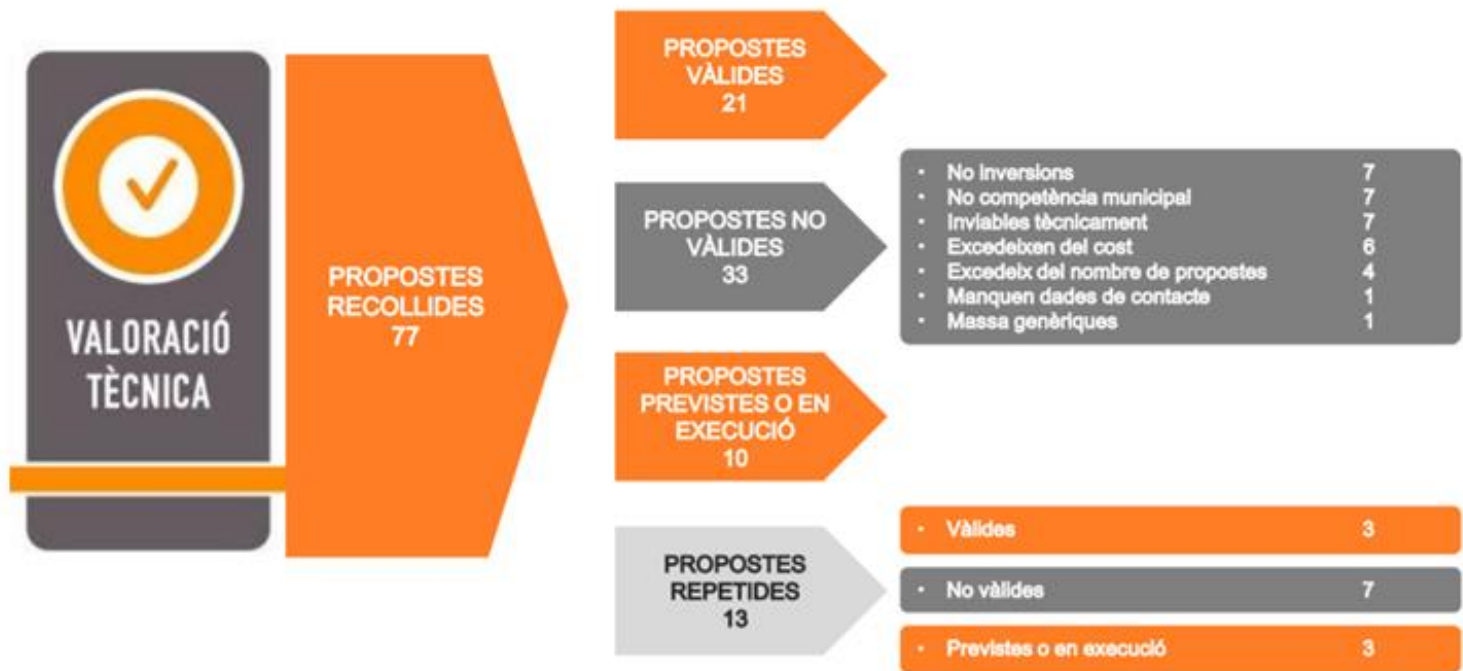 VALORACIÓ
TÈCNICA
PROPOSTES
RECOLLIDES
77
PROPOSTES
VÀLIDES
21
PROPOSTES NO
VÀLIDES
33
• No inversions 7
• No competència municipal 7
• Inviables tècnicament 7
• Excedeixen del cost 6
• Excedeix del nombre de propostes 4
• Manquen dades de contacte 1
• Massa genèriques 1
PROPOSTES
PREVISTES O EN
EXECUCIÓ
10
PROPOSTES
REPETIDES
13
• Vàlides 3
• No vàlides 7
• Previstes o en execució 3